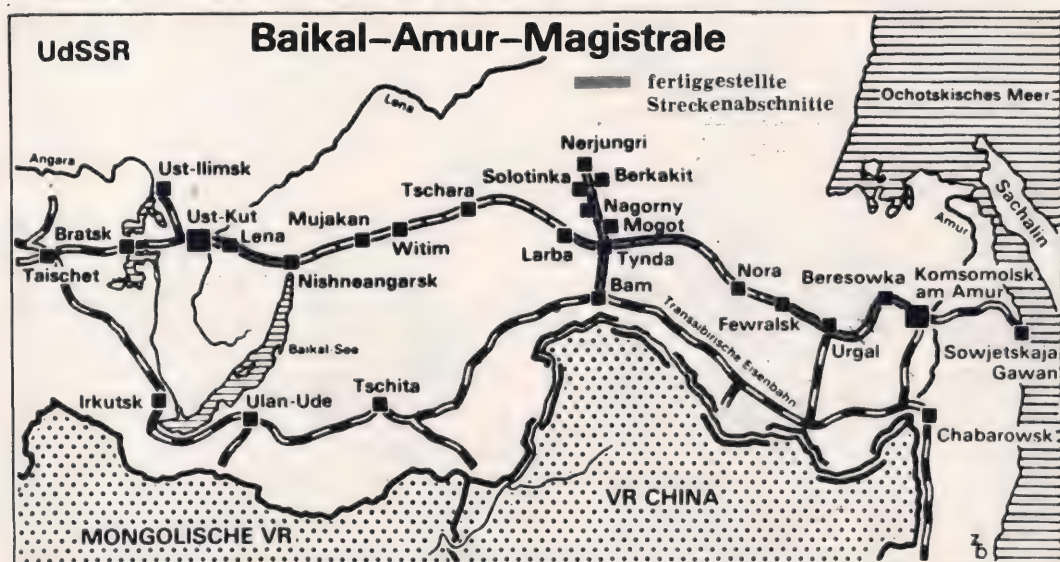 Baikal–Amur–Magistrale
UdSSR
fertiggestellte
Streckenabschnitte
Ochotskisches Meer
Lena
Angara
Ust-Ilimsk
Nerjungri
Solotinka
Berkakit
Sachalin
Tschara
Nagorny
Amur
Ust-Kut
Mujakan
Mogot
Bratsk
Lena
Witim
Larba
Tynda
Nora
Beresowka
Komsomolsk
am Amur
Taischet
Nishneangarsk
Bam
Transsibirische Eisenbahn
Fewralsk
Urgal
Sowjetskaja
Gawan
Baikal-See
Irkutsk
Ulan-Ude
Tschita
Chabarowsk
VR CHINA
MONGOLISCHE VR
ZB